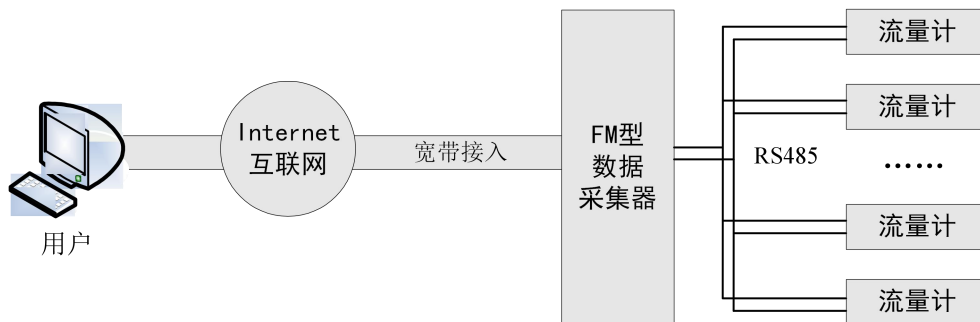 用户
Internet
互联网
宽带接入
FM型
数据
采集器
RS485
流量计
流量计
……
流量计
流量计